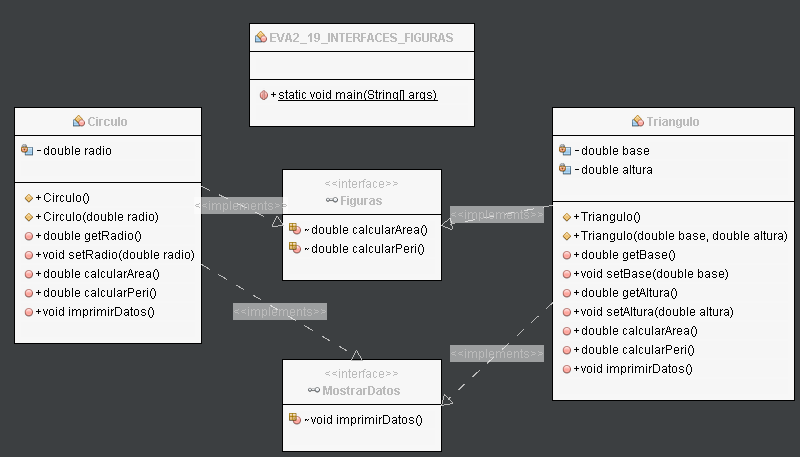 EVA2_19_INTERFACES_FIGURAS
+static void main(String[] args)
Circulo
-double radio
+Circulo()
+Circulo(double radio)
+double getRadio()
+void setRadio(double radio)
+double calcularArea()
+double calcularPeri()
+void imprimirDatos()
<<implements>>
<<implements>>
<<interface>>
Figuras
~double calcularArea()
~double calcularPeri()
<<interface>>
MostrarDatos
~void imprimirDatos()
<<implements>>
<<implements>>
Triangulo
-double base
-double altura
+Triangulo()
+Triangulo(double base, double altura)
+double getBase()
+void setBase(double base)
+double getAltura()
+void setAltura(double altura)
+double calcularArea()
+double calcularPeri()
+void imprimirDatos()